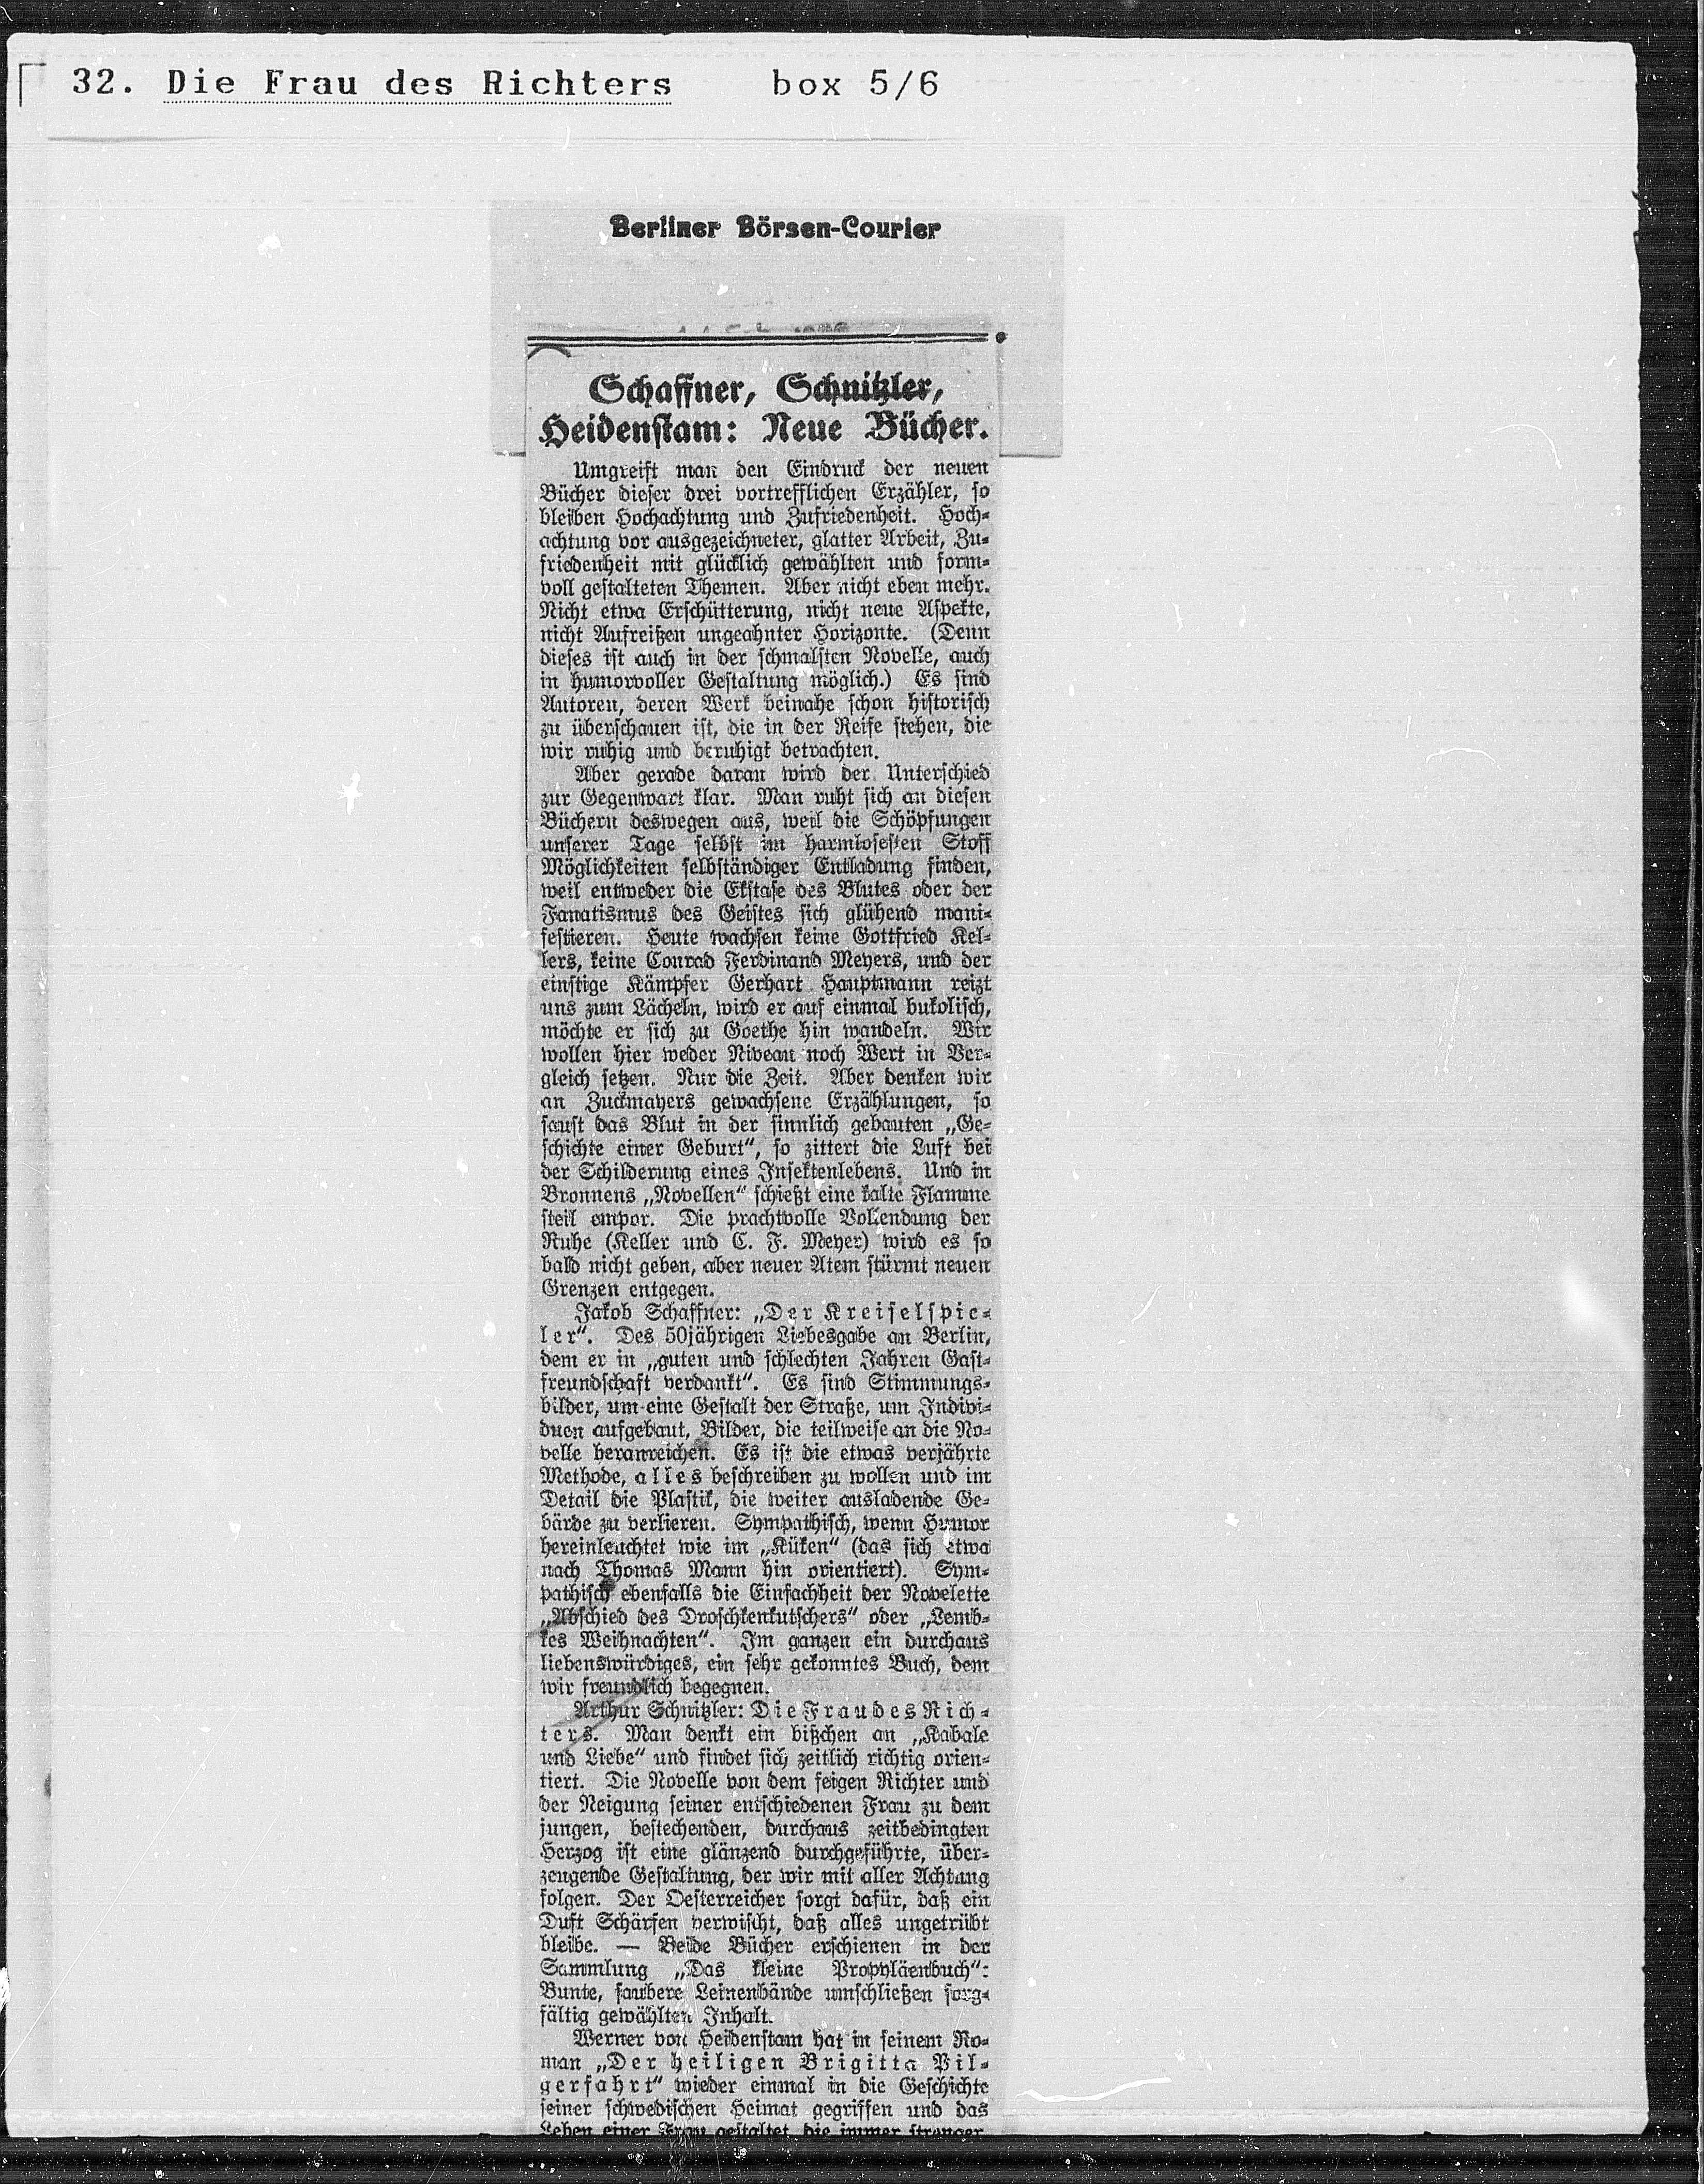 32. Die Frau des Richters box 5/6
Berliner Börsen-Courier
Schaffner, Schnitzler,
Heidenstam: Neue Bücher.
Umgreift man den Eindruck der neuen
Bücher dieser drei vortrefflichen Erzähler, so
bleiben Hochachtung und Zufriedenheit. Hoch-
achtung vor ausgezeichneter, glatter Arbeit, Zu-
friedenheit mit glücklich gewählten und form-
voll gestalteten Themen. Aber nicht eben mehr.
Nicht etwa Erschütterung, nicht neue Aspekte,
nicht Aufreißen ungeahnter Horizonte. (Denn
dieses ist auch in der schmalsten Novelle, auch
in humorvoller Gestaltung möglich.) Es sind
Autoren, deren Werk beinahe schon historisch
zu überschauen ist, die in der Reife stehen, die
wir ruhig und beruhigt betrachten.
Aber gerade daran wird der Unterschied
zur Gegenwart klar. Man ruht sich an diesen
Büchern deswegen aus, weil die Schöpfungen
unserer Tage selbst im harmlosesten Stoff
Möglichkeiten selbständiger Entladung finden,
weil entweder die Ekstase des Blutes oder der
Fanatismus des Geistes sich glühend mani-
festieren. Heute wachsen keine Gottfried Kel-
lers, keine Conrad Ferdinand Meyers, und der
einstige Kämpfer Gerhart Hauptmann reizt
uns zum Lächeln, wird er auf einmal bukolisch,
möchte er sich zu Goethe hin wandeln. Wir
wollen hier weder Niveau noch Wert in Ver-
gleich setzen. Nur die Zeit. Aber denken wir
an Zuckmayers gewachsene Erzählungen, so
saust das Blut in der sinnlich gebauten „Ge-
schichte einer Geburt“, so zittert die Luft bei
der Schilderung eines Insektenlebens. Und in
Bronnens „Novellen“ schießt eine kalte Flamme
steil empor. Die prachtvolle Vollendung der
Ruhe (Keller und C. F. Meyer) wird es so
bald nicht geben, aber neuer Atem stürmt neuen
Grenzen entgegen.
Jakob Schaffner: „Der Kreiselspie-
ler“. Des 50jährigen Liebesgabe an Berlin,
dem er in „guten und schlechten Jahren Gast-
freundschaft verdankt“. Es sind Stimmungs-
bilder, um eine Gestalt der Straße, um Indivi-
duen aufgebaut, Bilder, die teilweise an die No-
velle heranreichen. Es ist die etwas verjährte
Methode, alles beschreiben zu wollen und im
Detail die Plastik, die weiter ausladende Ge-
bärde zu verlieren. Sympathisch, wenn Humor
hereinleuchtet wie im „Küken“ (das sich etwa
nach Thomas Mann hin orientiert). Sym-
pathisch ebenfalls die Einfachheit der Novelette
„Abschied des Droschkenkutschers“ oder „Lemb-
kes Weihnachten“. Im ganzen ein durchaus
liebenswürdiges, ein sehr gekonntes Buch, dem
wir freundlich begegnen.
Arthur Schnitzler: Die Frau des Rich-
ters. Man denkt ein bißchen an „Kabale
und Liebe“ und findet sich zeitlich richtig orien-
tiert. Die Novelle von dem feigen Richter und
der Neigung seiner entschiedenen Frau zu dem
jungen, bestechenden, durchaus zeitbedingten
Herzog ist eine glänzend durchgeführte, über-
zeugende Gestaltung, der wir mit aller Achtung
folgen. Der Oesterreicher sorgt dafür, daß ein
Duft Schärfen verwischt, daß alles ungetrübt
bleibe. — Beide Bücher erschienen in der
Sammlung „Das kleine Propyläenbuch“:
Bunte, saubere Leinenbände umschließen sorg-
fältig gewählten Inhalt.
Werner von Heidenstam hat in seinem Ro-
man „Der heiligen Brigitta Pil-
gerfahrt“ wieder einmal in die Geschichte
seiner schwedischen Heimat gegriffen und das
Leben einer Frau gestaltet, die immer strenger